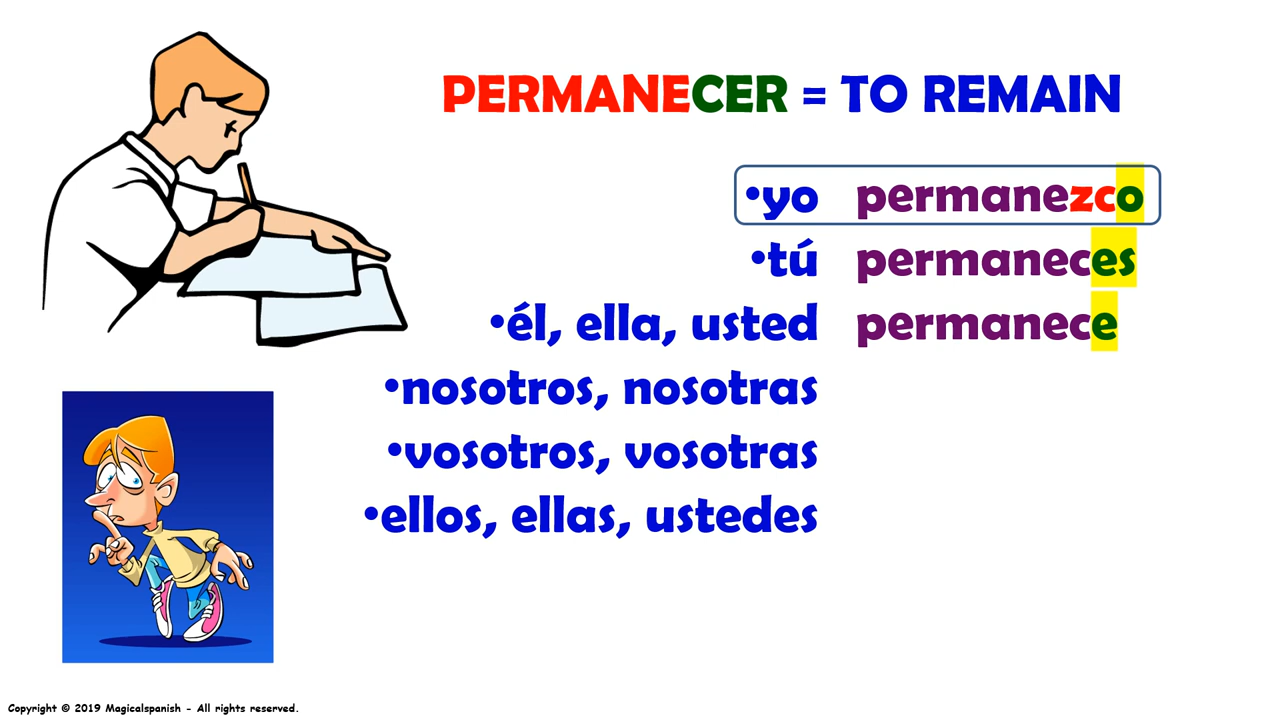 PERMANECER = TO REMAIN
•yo permanezco
•tú permaneces
•él, ella, usted permanece
•nosotros, nosotras
•vosotros, vosotras
•ellos, ellas, ustedes
Copyright © 2019 Magicalspanish - All rights reserved.